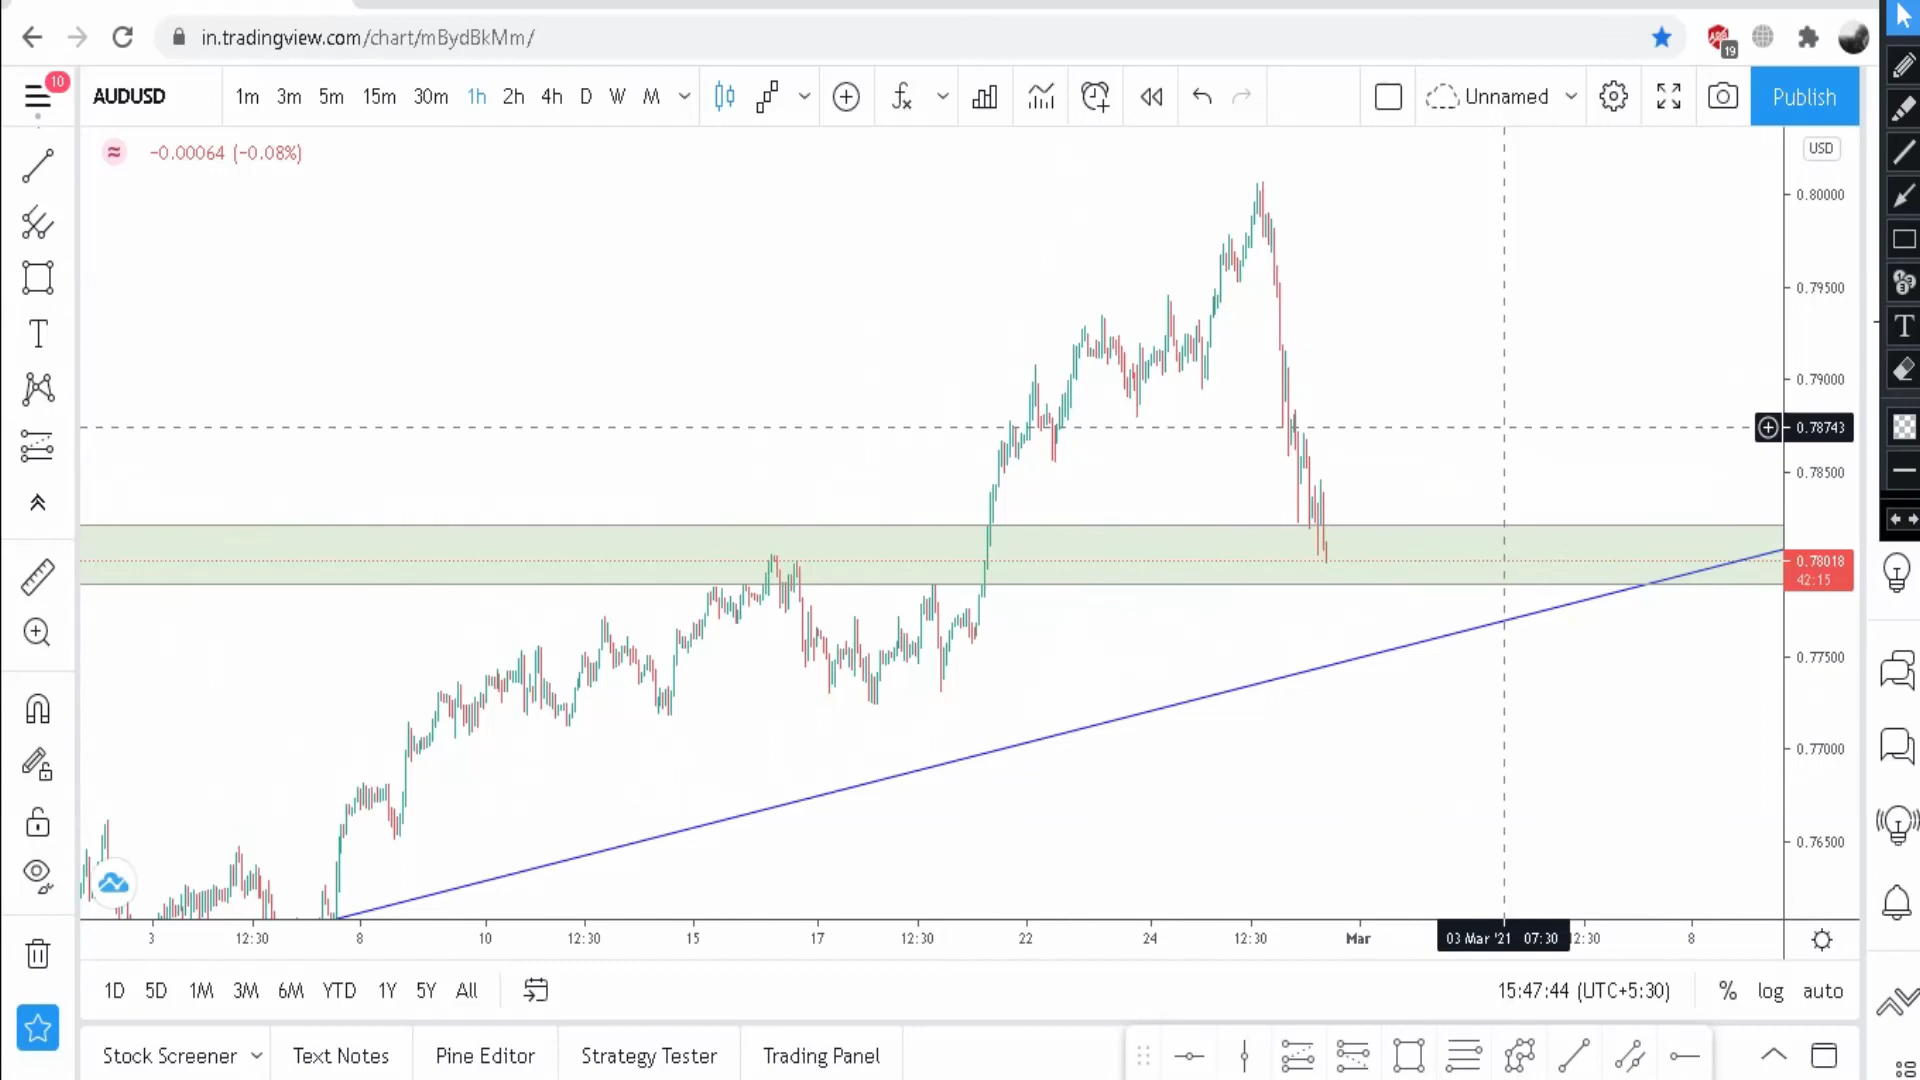 in.tradingview.com/chart/mBydBkMm/
19
10
AUDUSD 1m 3m 5m 15m 30m 1h 2h 4h D W M Unnamed Publish
−0.00064 (−0.08%)
USD
0.80000
0.79500
0.79000
0.78743
0.78500
0.78018
42:15
0.77500
0.77000
0.76500
3 12:30 8 10 12:30 15 17 12:30 22 24 12:30 Mar 03 Mar '21 07:30 12:30 8
1D 5D 1M 3M 6M YTD 1Y 5Y All 15:47:44 (UTC+5:30) % log auto
Stock Screener Text Notes Pine Editor Strategy Tester Trading Panel